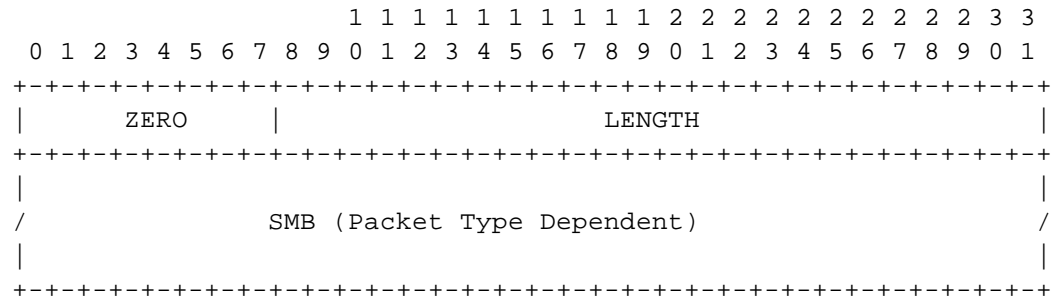 1 1 1 1 1 1 1 1 1 1 2 2 2 2 2 2 2 2 2 2 3 3
 0 1 2 3 4 5 6 7 8 9 0 1 2 3 4 5 6 7 8 9 0 1 2 3 4 5 6 7 8 9 0 1
+-+-+-+-+-+-+-+-+-+-+-+-+-+-+-+-+-+-+-+-+-+-+-+-+-+-+-+-+-+-+-+-+
|      ZERO     |                    LENGTH                     |
+-+-+-+-+-+-+-+-+-+-+-+-+-+-+-+-+-+-+-+-+-+-+-+-+-+-+-+-+-+-+-+-+
|                                                               |
/               SMB (Packet Type Dependent)                     /
|                                                               |
+-+-+-+-+-+-+-+-+-+-+-+-+-+-+-+-+-+-+-+-+-+-+-+-+-+-+-+-+-+-+-+-+